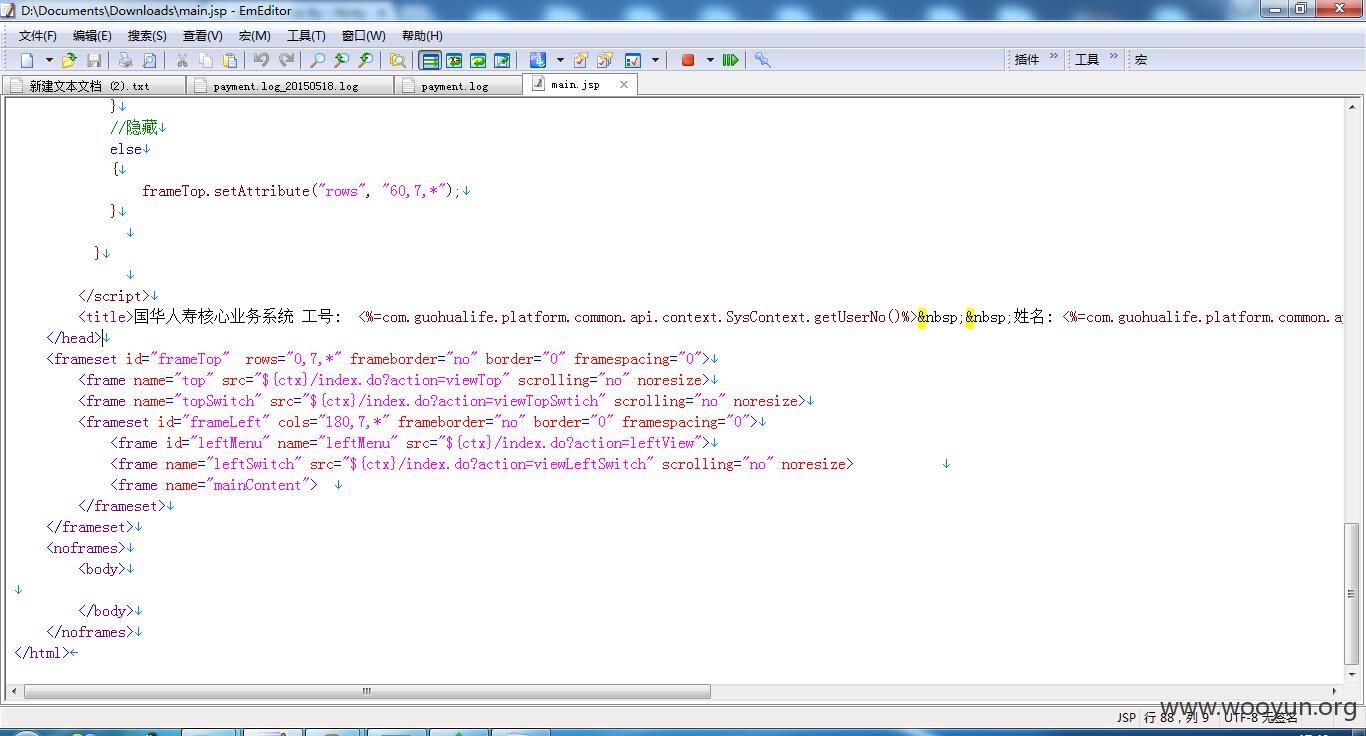 D:\Documents\Downloads\main.jsp - EmEditor
文件(F) 编辑(E) 搜索(S) 查看(V) 宏(M) 工具(T) 窗口(W) 帮助(H)
插件 工具 宏
新建文本文档 (2).txt payment.log_20150518.log payment.log main.jsp
}↓
//隐藏↓
else↓
{↓
frameTop.setAttribute("rows", "60,7,*");↓
}↓
↓
}↓
↓
</script>↓
<title>国华人寿核心业务系统 工号: <%=com.guohualife.platform.common.api.context.SysContext.getUserNo()%>&nbsp;&nbsp;姓名:<%=com.guohualife.platform.common.a
</head>↓
<frameset id="frameTop"  rows="0,7,*" frameborder="no" border="0" framespacing="0">↓
<frame name="top" src="${ctx}/index.do?action=viewTop" scrolling="no" noresize>↓
<frame name="topSwitch" src="${ctx}/index.do?action=viewTopSwtich" scrolling="no" noresize>↓
<frameset id="frameLeft" cols="180,7,*" frameborder="no" border="0" framespacing="0">↓
<frame id="leftMenu" name="leftMenu" src="${ctx}/index.do?action=leftView">↓
<frame name="leftSwitch" src="${ctx}/index.do?action=viewLeftSwitch" scrolling="no" noresize> ↓
<frame name="mainContent"> ↓
</frameset>↓
</frameset>↓
<noframes>↓
<body>↓
↓
</body>↓
</noframes>↓
</html>←
www.wooyun.org
JSP 行 88, 列 9 UTF-8 无签名